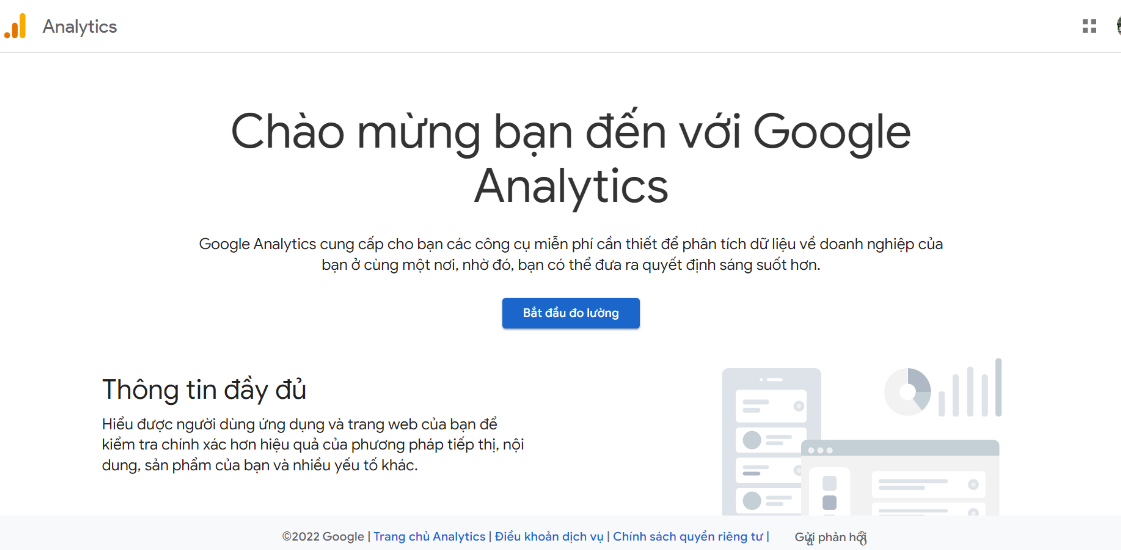 Analytics
Chào mừng bạn đến với Google
Analytics
Google Analytics cung cấp cho bạn các công cụ miễn phí cần thiết để phân tích dữ liệu về doanh nghiệp của
bạn ở cùng một nơi, nhờ đó, bạn có thể đưa ra quyết định sáng suốt hơn.
Bắt đầu đo lường
Thông tin đầy đủ
Hiểu được người dùng ứng dụng và trang web của bạn để
kiểm tra chính xác hơn hiệu quả của phương pháp tiếp thị, nội
dung, sản phẩm của bạn và nhiều yếu tố khác.
©2022 Google | Trang chủ Analytics | Điều khoản dịch vụ | Chính sách quyền riêng tư | Gửi phản hồi